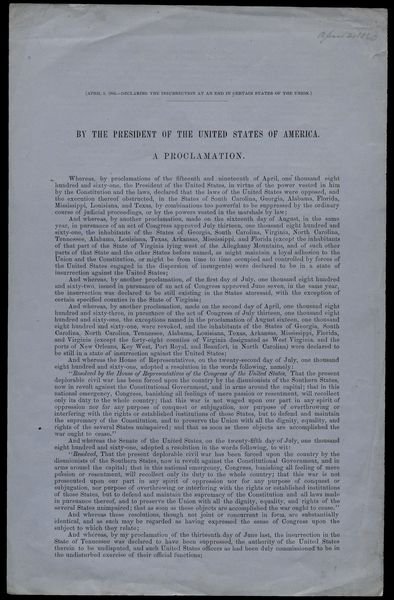 (APRIL 2, 1866.—DECLARING THE INSURRECTION AT AN END IN CERTAIN STATES OF THE UNION.)
BY THE PRESIDENT OF THE UNITED STATES OF AMERICA.
A PROCLAMATION.
Whereas, by proclamations of the fifteenth and nineteenth of April, one thousand eight
hundred and sixty-one, the President of the United States, in virtue of the power vested in him
by the Constitution and the laws, declared that the laws of the United States were opposed, and
the execution thereof obstructed, in the States of South Carolina, Georgia, Alabama, Florida,
Mississippi, Louisiana, and Texas, by combinations too powerful to be suppressed by the ordinary
course of judicial proceedings, or by the powers vested in the marshals by law;
And whereas, by another proclamation, made on the sixteenth day of August, in the same
year, in pursuance of an act of Congress approved July thirteen, one thousand eight hundred and
sixty-one, the inhabitants of the States of Georgia, South Carolina, Virginia, North Carolina,
Tennessee, Alabama, Louisiana, Texas, Arkansas, Mississippi, and Florida (except the inhabitants
of that part of the State of Virginia lying west of the Alleghany Mountains, and of such other
parts of that State and the other States before named, as might maintain a loyal adhesion to the
Union and the Constitution, or might be from time to time occupied and controlled by forces of
the United States engaged in the dispersion of insurgents) were declared to be in a state of
insurrection against the United States;
And whereas, by another proclamation, of the first day of July, one thousand eight hundred
and sixty-two, issued in pursuance of an act of Congress approved June seven, in the same year,
the insurrection was declared to be still existing in the States aforesaid, with the exception of
certain specified counties in the State of Virginia;
And whereas, by another proclamation, made on the second day of April, one thousand eight
hundred and sixty-three, in pursuance of the act of Congress of July thirteen, one thousand eight
hundred and sixty-one, the exceptions named in the proclamation of August sixteen, one thousand
eight hundred and sixty-one, were revoked, and the inhabitants of the States of Georgia, South
Carolina, North Carolina, Tennessee, Alabama, Louisiana, Texas, Arkansas, Mississippi, Florida,
and Virginia (except the forty-eight counties of Virginia designated as West Virginia, and the
ports of New Orleans, Key West, Port Royal, and Beaufort, in North Carolina) were declared to
be still in a state of insurrection against the United States;
And whereas the House of Representatives, on the twenty-second day of July, one thousand
eight hundred and sixty-one, adopted a resolution in the words following, namely:
"Resolved by the House of Representatives of the Congress of the United States, That the present
deplorable civil war has been forced upon the country by the disunionists of the Southern States,
now in revolt against the Constitutional Government, and in arms around the capital; that in this
national emergency, Congress, banishing all feelings of mere passion or resentment, will recollect
only its duty to the whole country; that this war is not waged upon our part in any spirit of
oppression nor for any purpose of conquest or subjugation, nor purpose of overthrowing or
interfering with the rights or established institutions of those States, but to defend and maintain
the supremacy of the Constitution, and to preserve the Union with all the dignity, equality, and
rights of the several States unimpaired; and that as soon as these objects are accomplished the
war ought to cease."
And whereas the Senate of the United States, on the twenty-fifth day of July, one thousand
eight hundred and sixty-one, adopted a resolution in the words following, to wit:
"Resolved, That the present deplorable civil war has been forced upon the country by the
disunionists of the Southern States, now in revolt against the Constitutional Government, and in
arms around the capital; that in this national emergency, Congress, banishing all feeling of mere
passion or resentment, will recollect only its duty to the whole country; that this war is not
prosecuted upon our part in any spirit of oppression nor for any purpose of conquest or
subjugation, nor purpose of overthrowing or interfering with the rights or established institutions
of those States, but to defend and maintain the supremacy of the Constitution and all laws made
in pursuance thereof, and to preserve the Union with all the dignity, equality, and rights of the
several States unimpaired; that as soon as these objects are accomplished the war ought to cease."
And whereas these resolutions, though not joint or concurrent in form, are substantially
identical, and as such may be regarded as having expressed the sense of Congress upon the
subject to which they relate;
And whereas, by my proclamation of the thirteenth day of June last, the insurrection in the
State of Tennessee was declared to have been suppressed, the authority of the United States
therein to be undisputed, and such United States officers as had been duly commissioned to be in
the undisturbed exercise of their official functions;